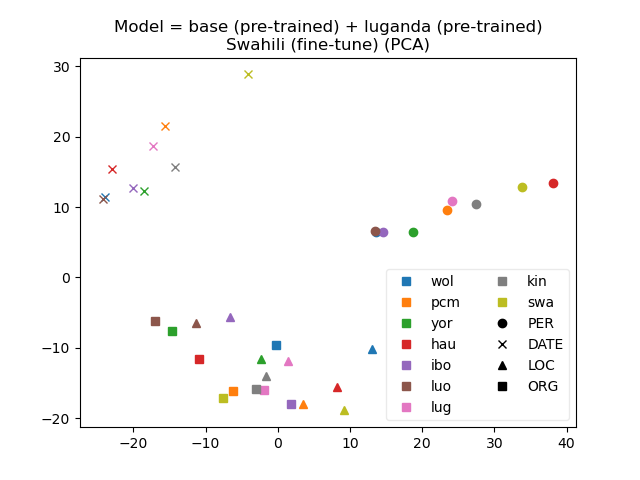 Model = base (pre-trained) + luganda (pre-trained)
Swahili (fine-tune) (PCA)
30
20
10
0
−10
−20
−20
−10
0
10
20
30
40
wol
pcm
yor
hau
ibo
luo
lug
kin
swa
PER
DATE
LOC
ORG